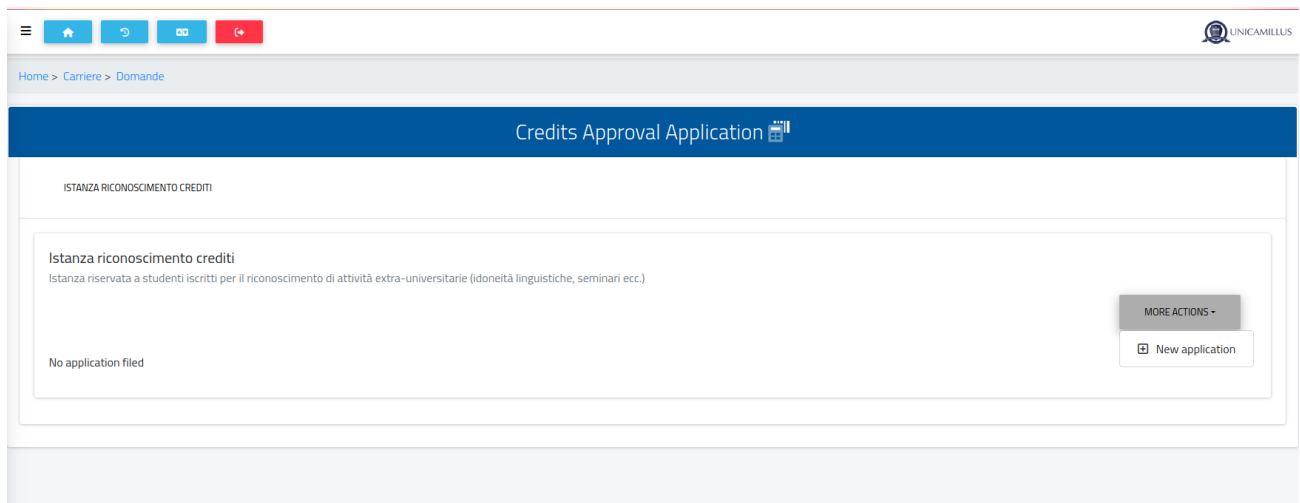 UNICAMILLUS
Home > Carriere > Domande
Credits Approval Application
ISTANZA RICONOSCIMENTO CREDITI
Istanza riconoscimento crediti
Istanza riservata a studenti iscritti per il riconoscimento di attività extra-universitarie (idoneità linguistiche, seminari ecc.)
MORE ACTIONS
New application
No application filed